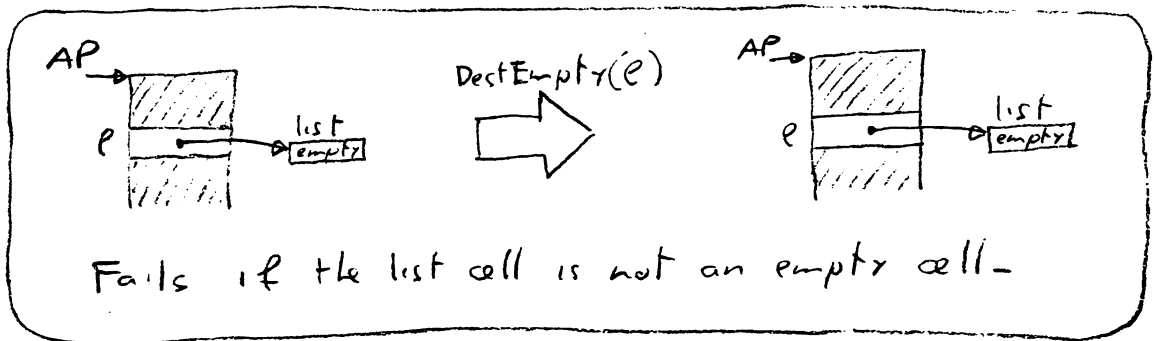 AP
ℓ
list
empty
DestEmpty(ℓ)
AP
ℓ
list
empty
Fails if the list cell is not an empty cell-